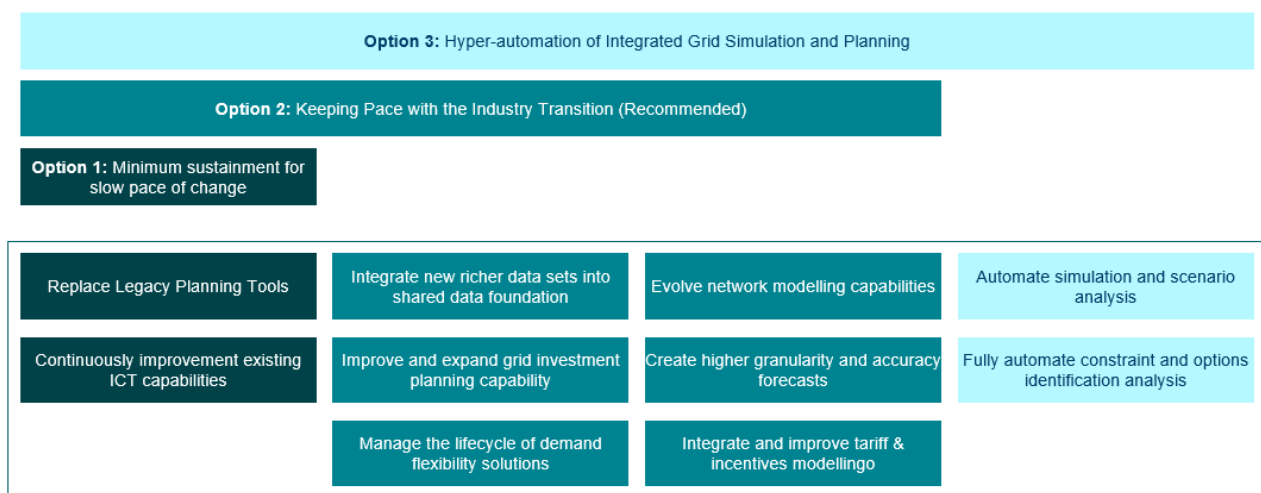 Option 3: Hyper-automation of Integrated Grid Simulation and Planning
Option 2: Keeping Pace with the Industry Transition (Recommended)
Option 1: Minimum sustainment for
slow pace of change
Replace Legacy Planning Tools
Integrate new richer data sets into
shared data foundation
Evolve network modelling capabilities
Automate simulation and scenario
analysis
Continuously improvement existing
ICT capabilities
Improve and expand grid investment
planning capability
Create higher granularity and accuracy
forecasts
Fully automate constraint and options
identification analysis
Manage the lifecycle of demand
flexibility solutions
Integrate and improve tariff &
incentives modellingo